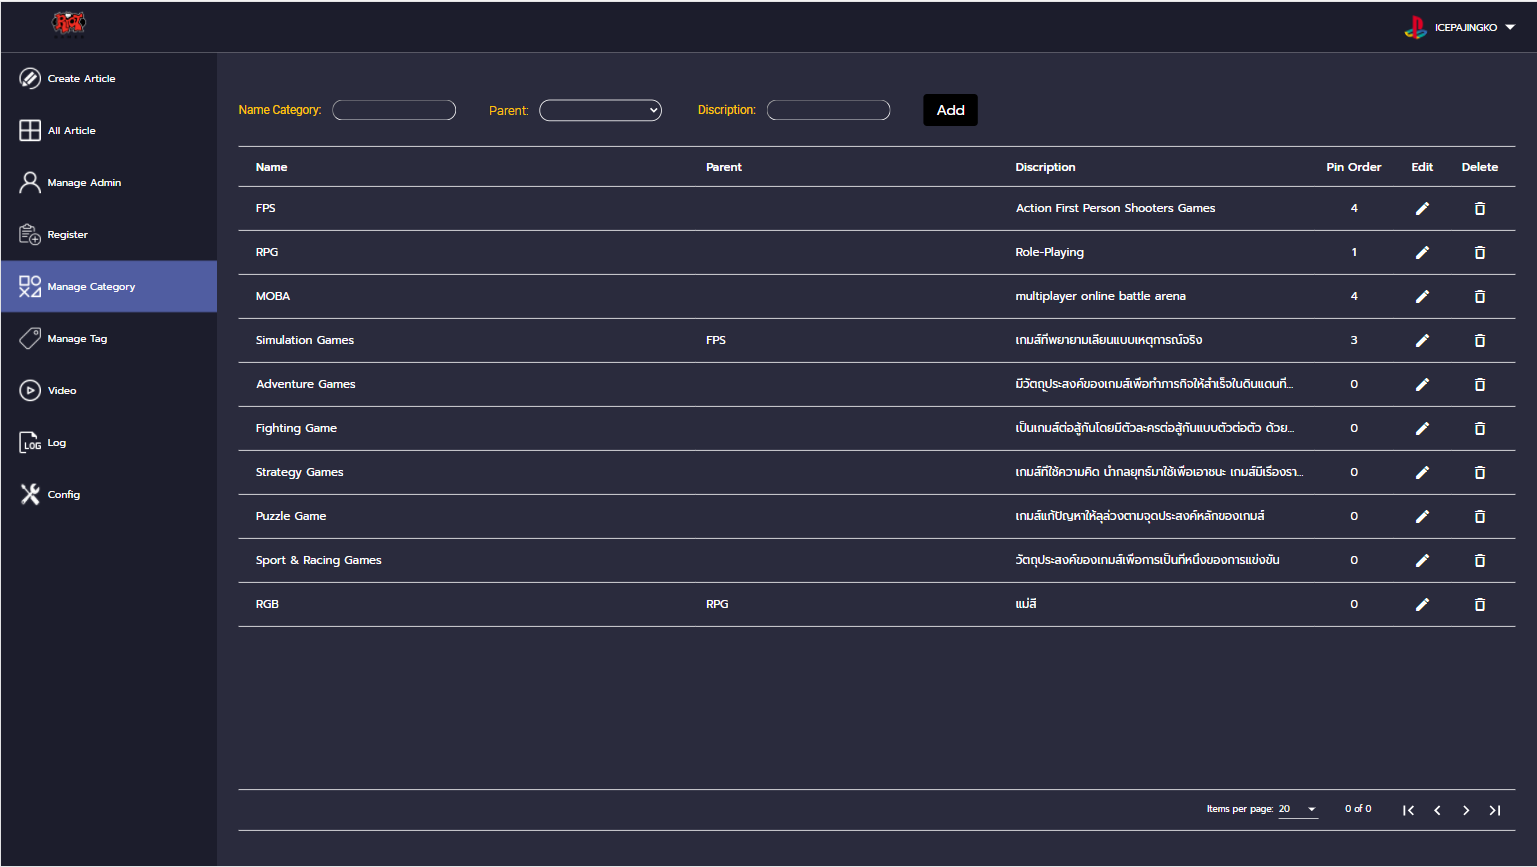 RIOT
ICEPAJINGKO
Create Article
All Article
Manage Admin
Register
Manage Category
Manage Tag
Video
LOG Log
Config
Name Category: Parent: Discription: Add
Name Parent Discription Pin Order Edit Delete
FPS Action First Person Shooters Games 4
RPG Role-Playing 1
MOBA multiplayer online battle arena 4
Simulation Games FPS เกมส์ที่พยายามเลียนแบบเหตุการณ์จริง 3
Adventure Games มีวัตถุประสงค์ของเกมส์เพื่อทำภารกิจให้สำเร็จในดินแดนที่... 0
Fighting Game เป็นเกมส์ต่อสู้กันโดยมีตัวละครต่อสู้กันแบบตัวต่อตัว ด้วย... 0
Strategy Games เกมส์ที่ใช้ความคิด นำกลยุทธ์มาใช้เพื่อเอาชนะ เกมส์มีเรื่องรา... 0
Puzzle Game เกมส์แก้ปัญหาให้ลุล่วงตามจุดประสงค์หลักของเกมส์ 0
Sport & Racing Games วัตถุประสงค์ของเกมส์เพื่อการเป็นที่หนึ่งของการแข่งขัน 0
RGB RPG แม่สี 0
Items per page: 20 0 of 0